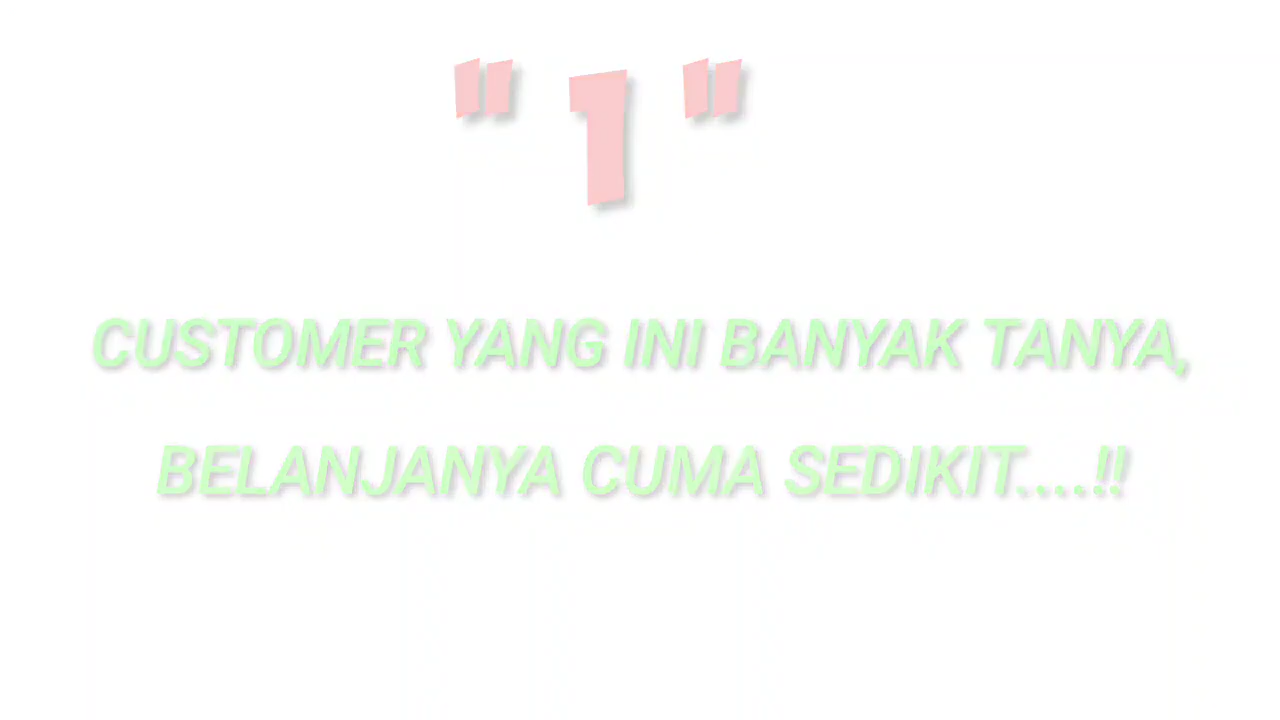 " 1 "
CUSTOMER YANG INI BANYAK TANYA,
BELANJANYA CUMA SEDIKIT....!!